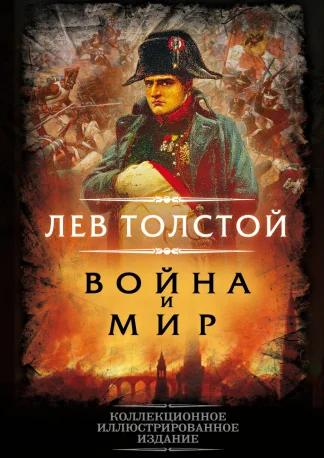 ЛЕВ ТОЛСТОЙ
ВОЙНА
И
МИР
КОЛЛЕКЦИОННОЕ
ИЛЛЮСТРИРОВАННОЕ
ИЗДАНИЕ